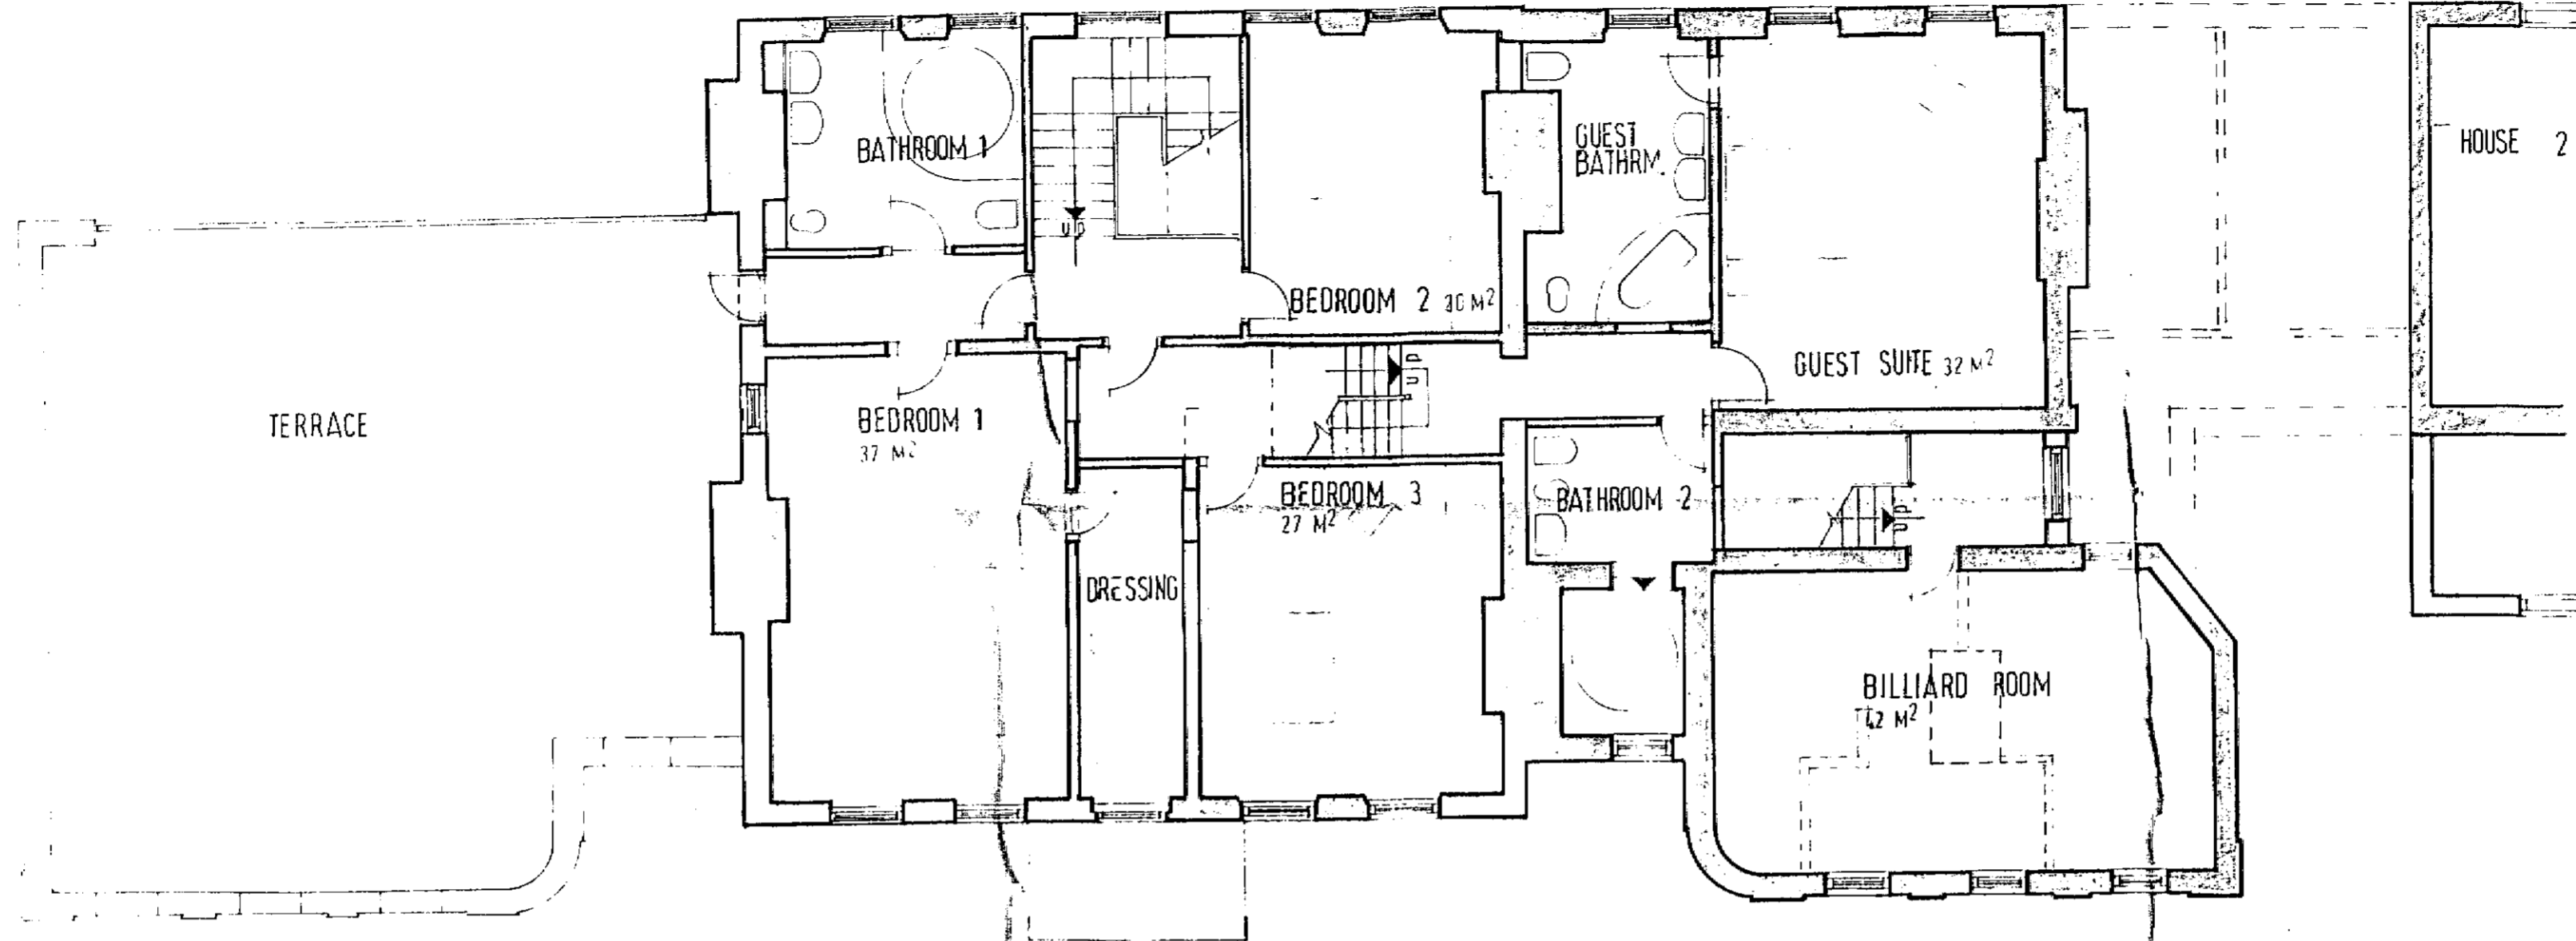 HOUSE 2
BATHROOM 1
GUEST
BATHRM.
UP
BEDROOM 2 30 M²
UP
GUEST SUITE 32 M²
TERRACE
BEDROOM 1
37 M²
BEDROOM 3
27 M²
BATHROOM 2
UP
DRESSING
BILLIARD ROOM
42 M²